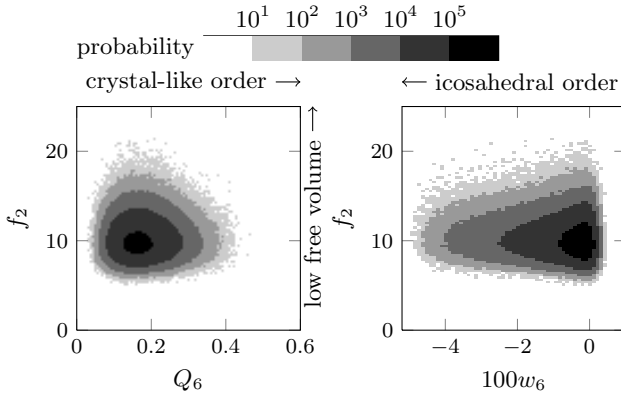 10¹ 10² 10³ 10⁴ 10⁵
probability
crystal-like order →
← icosahedral order
f₂
20
10
0
0 0.2 0.4 0.6
Q₆
low free volume →
f₂
20
10
0
−4 −2 0
100w₆